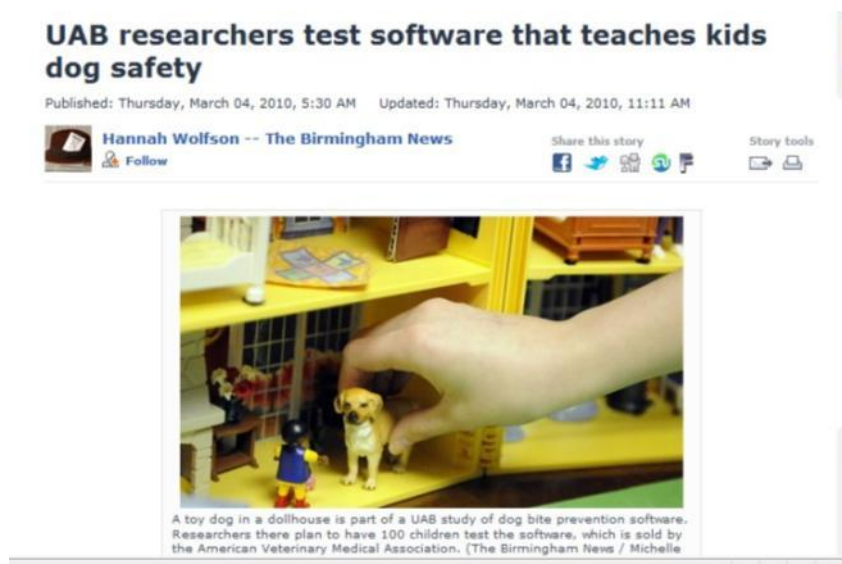 UAB researchers test software that teaches kids
dog safety
Published: Thursday, March 04, 2010, 5:30 AM Updated: Thursday, March 04, 2010, 11:11 AM
Hannah Wolfson -- The Birmingham News
Follow
Share this story
Story tools
A toy dog in a dollhouse is part of a UAB study of dog bite prevention software.
Researchers there plan to have 100 children test the software, which is sold by
the American Veterinary Medical Association. (The Birmingham News / Michelle